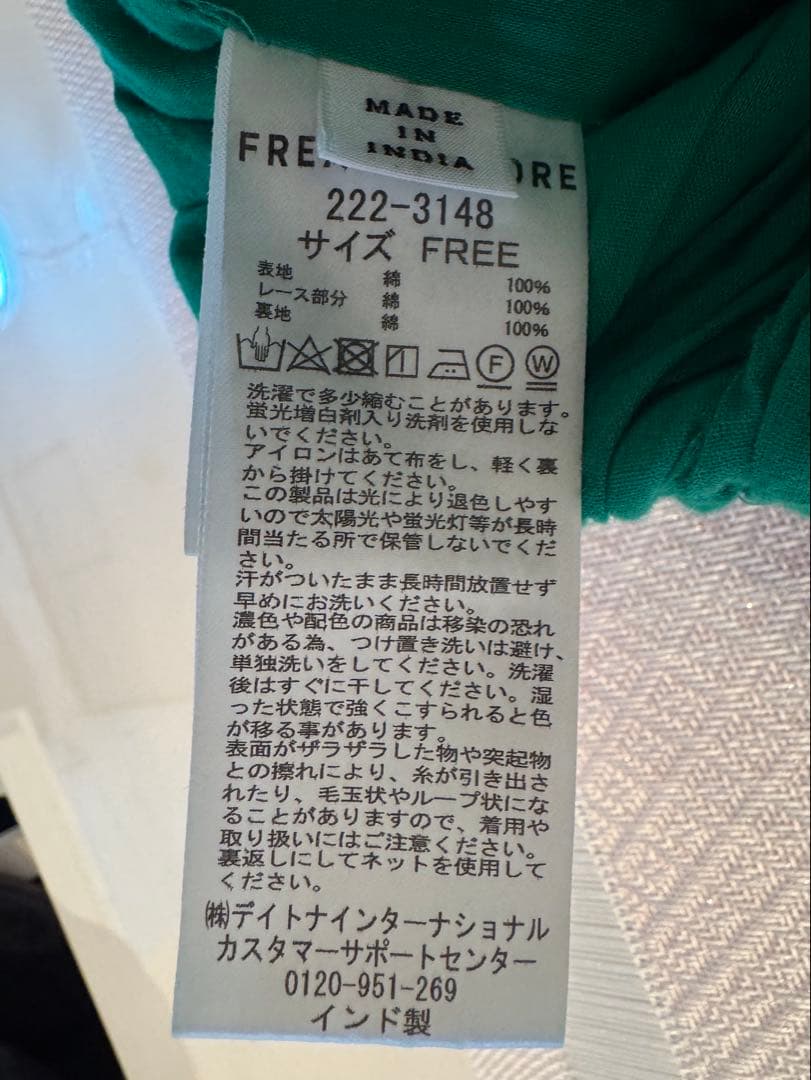 MADE
IN
INDIA
FRE
ORE
222-3148
サイズ FREE
表地 綿 100%
レース部分 綿 100%
裏地 綿 100%
F W
洗濯で多少縮むことがあります。
蛍光増白剤入り洗剤を使用しな
いでください。
アイロンはあて布をし、軽く裏
から掛けてください。
この製品は光により退色しやす
いので太陽光や蛍光灯等が長時
間当たる所で保管しないでくだ
さい。
汗がついたまま長時間放置せず
早めにお洗いください。
濃色や配色の商品は移染の恐れ
がある為、つけ置き洗いは避け、
単独洗いをしてください。洗濯
後はすぐに干してください。湿
った状態で強くこすられると色
が移る事があります。
表面がザラザラした物や突起物
との擦れにより、糸が引き出さ
れたり、毛玉状やループ状にな
ることがありますので、着用や
取り扱いにはご注意ください。
裏返しにしてネットを使用して
ください。
㈱デイトナインターナショナル
カスタマーサポートセンター
0120-951-269
インド製